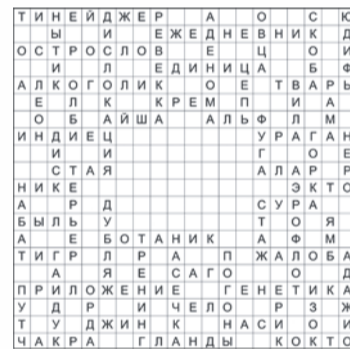 ТИНЕЙДЖЕР А О С Ю
Ы И ЕЖЕДНЕВНИК Д
ОСТРОСЛОВ Е Ц О И
И Л ЕДИНИЦА Б Ф
АЛКОГОЛИК О Е ТВАРЬ
Е Л К КРЕМ П И А
О БАЙША АЛЬФ Л М
ИНДИЕЦ УРАГАН
И И Г О Е
СТАЯ АЛАР Р
НИКЕ ЭКТО
А Р Д СУРА
БЫЛЬ У Т О Я
А Е БОТАНИК А Ф М
ТИГР Л Р А П ЖАЛОБА
А Я Е САГО О Д
ПРИЛОЖЕНИЕ ГЕНЕТИКА
У Д Р И ЧЕЛО Р З Ж
Т У ДЖИН К НАСИ О И
ЧАКРА ГЛАНДЫ КОКТО